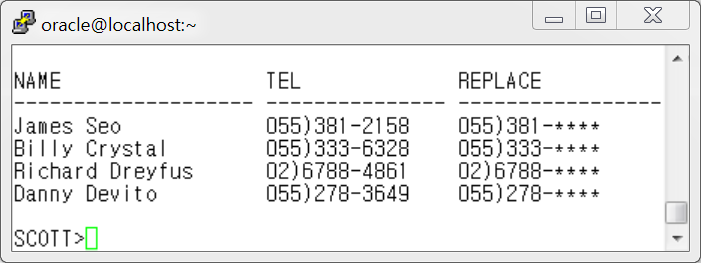 oracle@localhost:~
NAME TEL REPLACE
-------------------- --------------- -----------------
James Seo 055)381-2158 055)381-****
Billy Crystal 055)333-6328 055)333-****
Richard Dreyfus 02)6788-4861 02)6788-****
Danny Devito 055)278-3649 055)278-****
SCOTT>